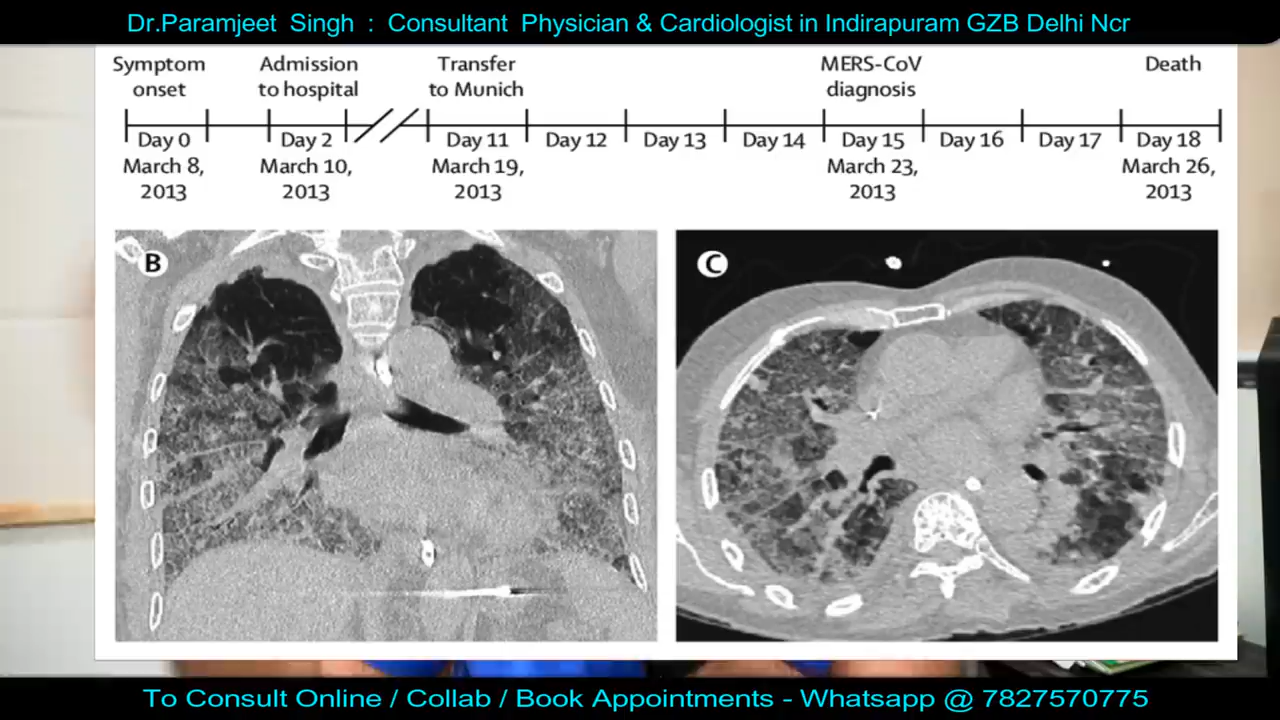 Dr.Paramjeet Singh : Consultant Physician & Cardiologist in Indirapuram GZB Delhi Ncr
Symptom onset
Admission to hospital
Transfer to Munich
MERS-CoV diagnosis
Death
Day 0
March 8,
2013
Day 2
March 10,
2013
Day 11
March 19,
2013
Day 12
Day 13
Day 14
Day 15
March 23,
2013
Day 16
Day 17
Day 18
March 26,
2013
B
C
To Consult Online / Collab / Book Appointments - Whatsapp @ 7827570775